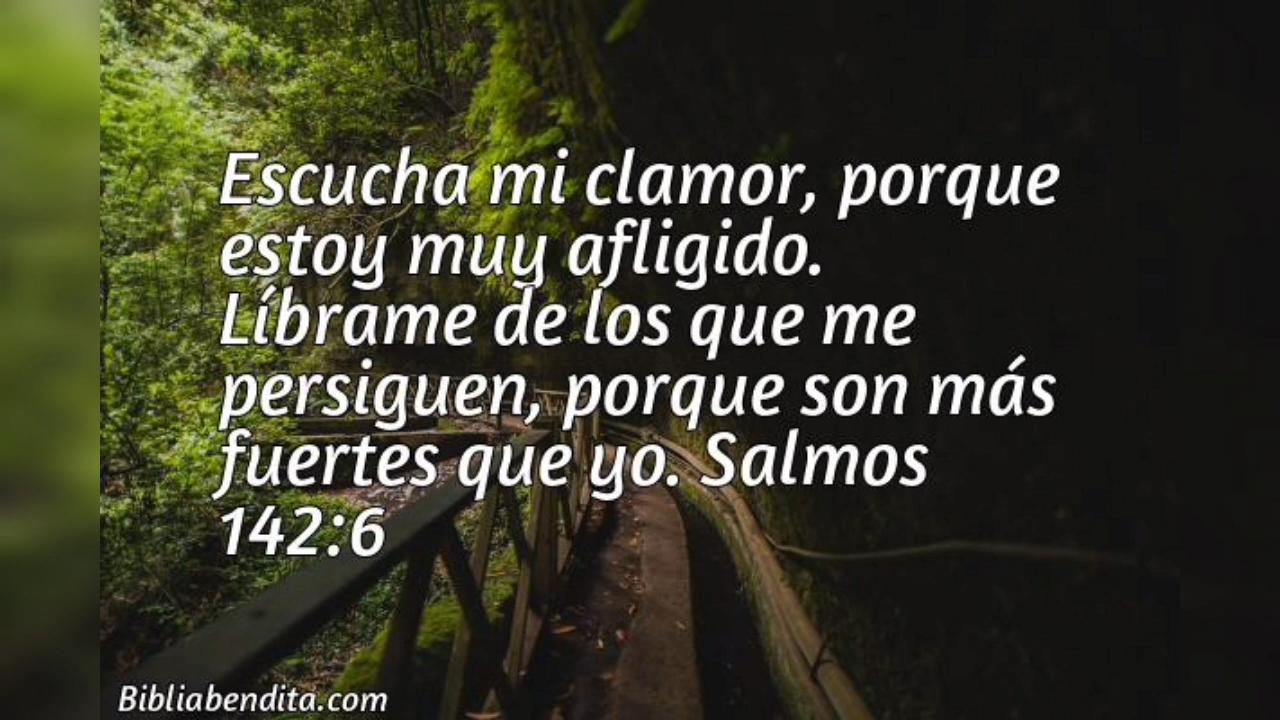 Escucha mi clamor, porque
estoy muy afligido.
Líbrame de los que me
persiguen, porque son más
fuertes que yo. Salmos
142:6
Bibliabendita.com